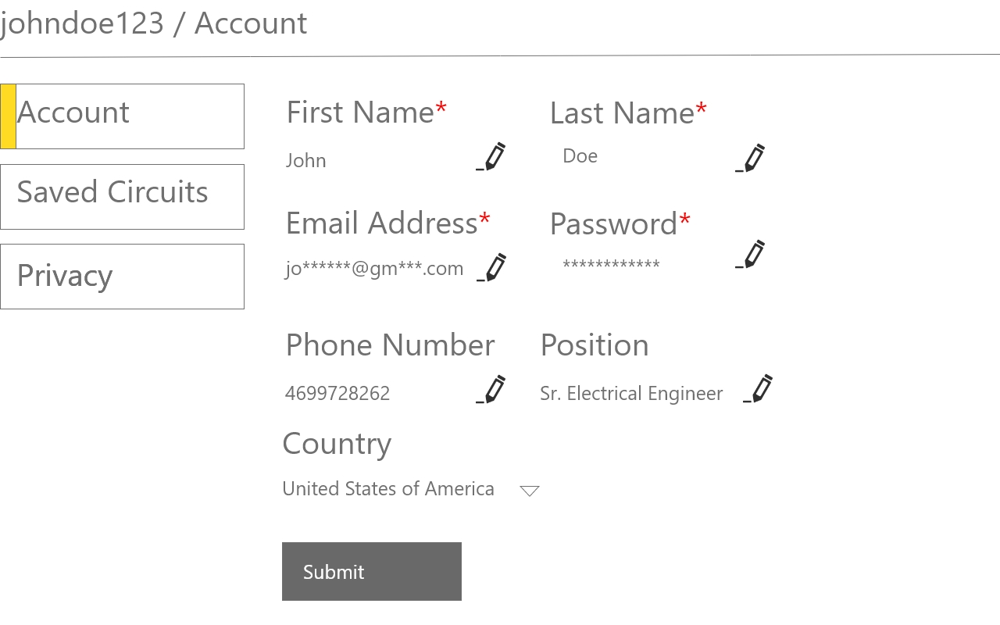 johndoe123 / Account
Account
Saved Circuits
Privacy
First Name* Last Name*
John Doe
Email Address* Password*
jo******@gm***.com ************
Phone Number Position
4699728262 Sr. Electrical Engineer
Country
United States of America
Submit